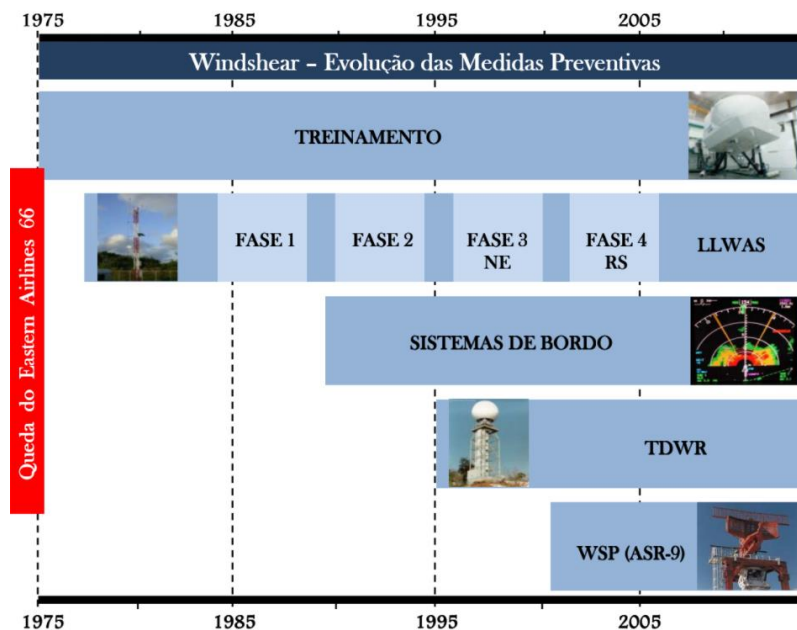 1975 1985 1995 2005
Windshear – Evolução das Medidas Preventivas
TREINAMENTO
Queda do Eastern Airlines 66
FASE 1
FASE 2
FASE 3
NE
FASE 4
RS
LLWAS
SISTEMAS DE BORDO
TDWR
WSP (ASR-9)
1975 1985 1995 2005